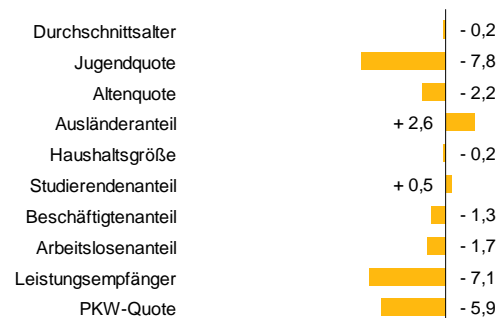 Durchschnittsalter - 0,2
Jugendquote - 7,8
Altenquote - 2,2
Ausländeranteil + 2,6
Haushaltsgröße - 0,2
Studierendenanteil + 0,5
Beschäftigtenanteil - 1,3
Arbeitslosenanteil - 1,7
Leistungsempfänger - 7,1
PKW-Quote - 5,9